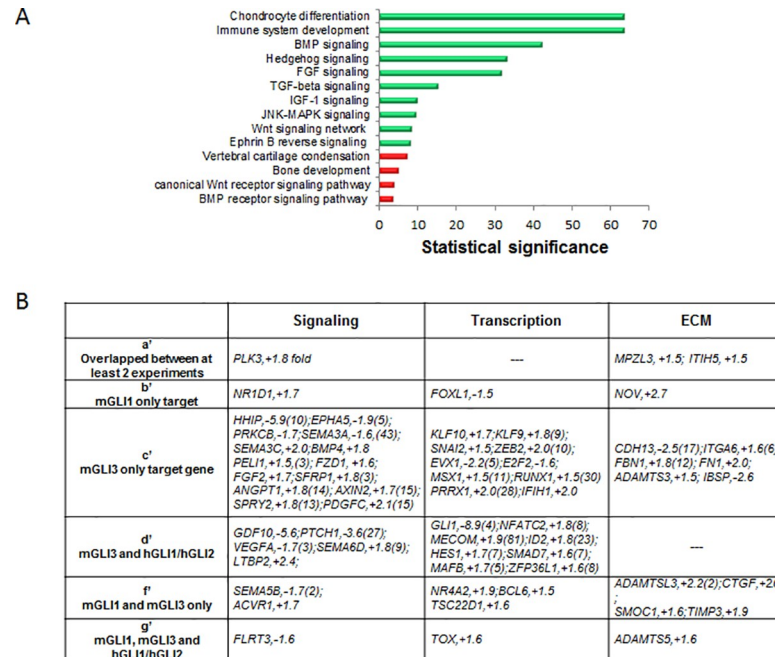 A
Chondrocyte differentiation
Immune system development
BMP signaling
Hedgehog signaling
FGF signaling
TGF-beta signaling
IGF-1 signaling
JNK-MAPK signaling
Wnt signaling network
Ephrin B reverse signaling
Vertebral cartilage condensation
Bone development
canonical Wnt receptor signaling pathway
BMP receptor signaling pathway
0 10 20 30 40 50 60 70
Statistical significance
B
Signaling Transcription ECM
a'
Overlapped between at
least 2 experiments
PLK3,+1.8 fold
---
MPZL3, +1.5; ITIH5, +1.5
b'
mGLI1 only target
NR1D1,+1.7
FOXL1,-1.5
NOV,+2.7
c'
mGLI3 only target gene
HHIP,-5.9(10);EPHA5,-1.9(5);
PRKCB,-1.7;SEMA3A,-1.6,(43);
SEMA3C,+2.0;BMP4,+1.8
PELI1,+1.5,(3); FZD1, +1.6;
FGF2,+1.7;SFRP1,+1.8(3);
ANGPT1,+1.8(14); AXIN2,+1.7(15);
SPRY2,+1.8(13);PDGFC,+2.1(15)
KLF10,+1.7;KLF9,+1.8(9);
SNAI2,+1.5;ZEB2,+2.0(10);
EVX1,-2.2(5);E2F2,-1.6;
MSX1,+1.5(11);RUNX1,+1.5(30)
PRRX1,+2.0(28);IFIH1,+2.0
CDH13,-2.5(17);ITGA6,+1.6(6)
FBN1,+1.8(12); FN1,+2.0;
ADAMTS3,+1.5; IBSP,-2.6
d'
mGLI3 and hGLI1/hGLI2
GDF10,-5.6;PTCH1,-3.6(27);
VEGFA,-1.7(3);SEMA6D,+1.8(9);
LTBP2,+2.4;
GLI1,-8.9(4);NFATC2,+1.8(8);
MECOM,+1.9(81);ID2,+1.8(23);
HES1,+1.7(7);SMAD7,+1.6(7);
MAFB,+1.7(5);ZFP36L1,+1.6(8)
---
f'
mGLI1 and mGLI3 only
SEMA5B,-1.7(2);
ACVR1,+1.7
NR4A2,+1.9;BCL6,+1.5
TSC22D1,+1.6
ADAMTSL3,+2.2(2);CTGF,+2.0
;
SMOC1,+1.6;TIMP3,+1.9
g'
mGLI1, mGLI3 and
hGLI1/hGLI2
FLRT3,-1.6
TOX,+1.6
ADAMTS5,+1.6